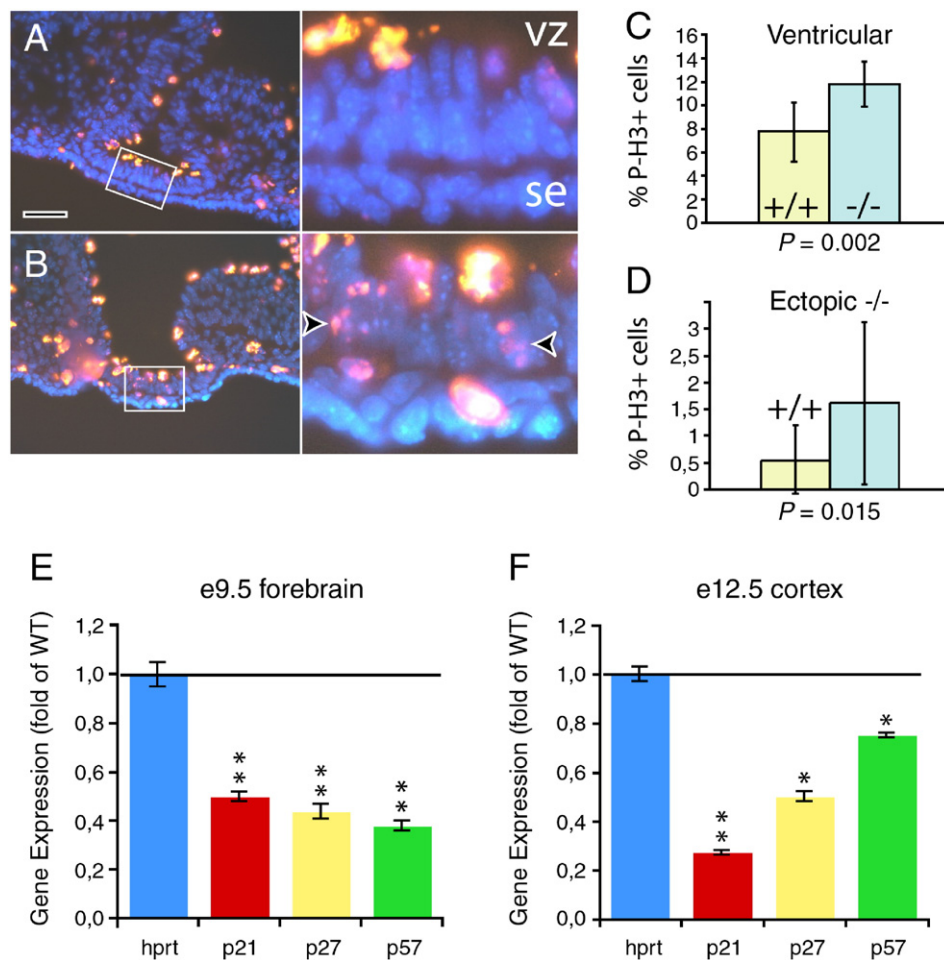 A
VZ
se
B
C
Ventricular
% P-H3+ cells
16
14
12
10
8
6
4
2
0
+/+
-/-
P = 0.002
D
Ectopic -/-
% P-H3+ cells
3,5
3
2,5
2
1,5
1
0,5
0
+/+
P = 0.015
E
e9.5 forebrain
Gene Expression (fold of WT)
1,2
1,0
0,8
0,6
0,4
0,2
0,0
**
**
**
hprt
p21
p27
p57
F
e12.5 cortex
Gene Expression (fold of WT)
1,2
1,0
0,8
0,6
0,4
0,2
0,0
**
*
*
hprt
p21
p27
p57